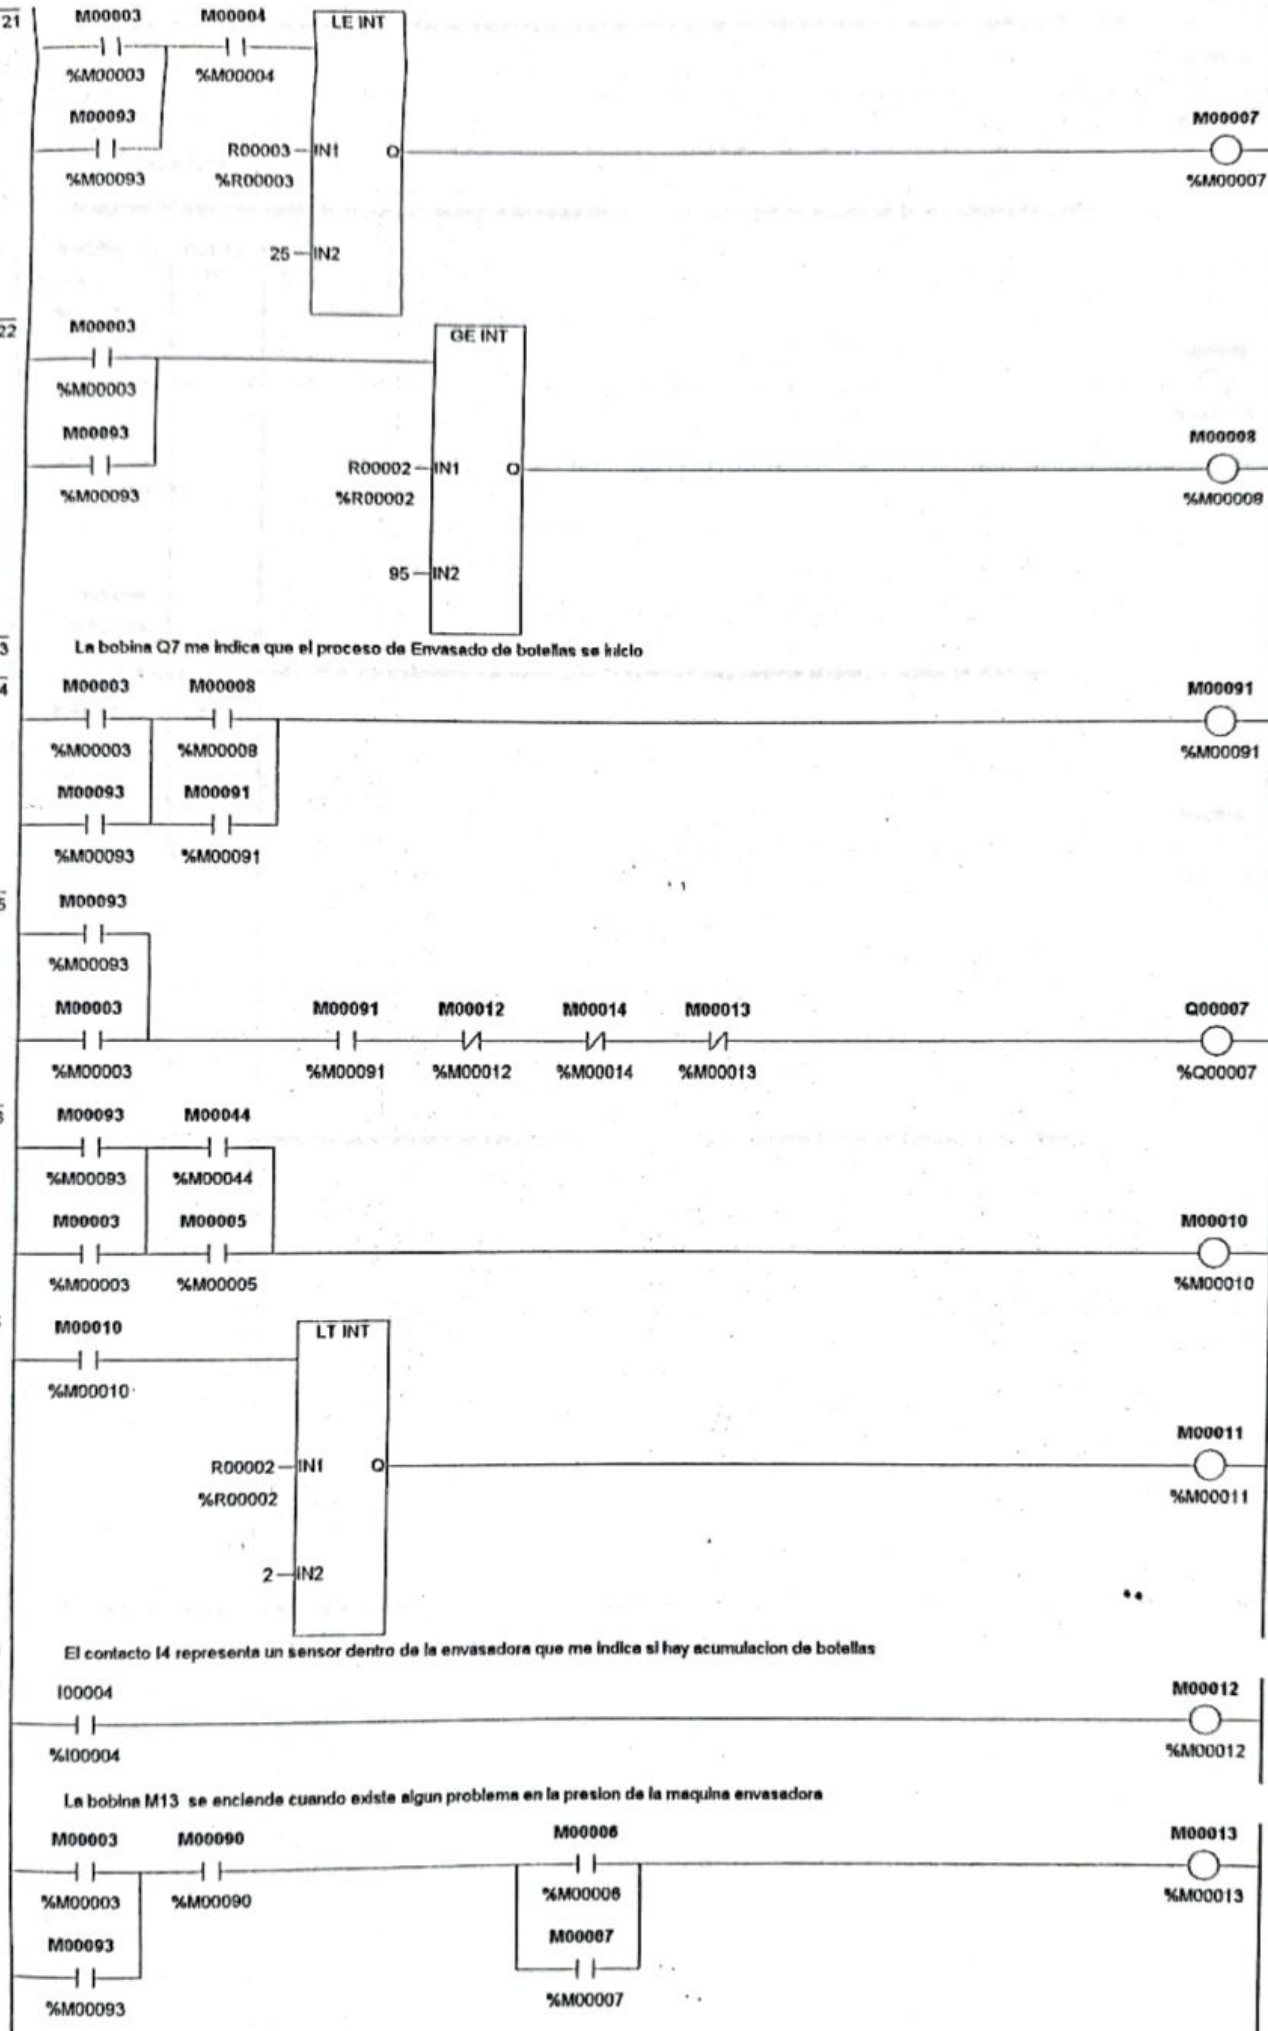 21
M00003 M00004 LE INT
%M00003 %M00004
M00093 M00007
R00003 IN1 Q
%M00093 %R00003 %M00007
25 IN2
22
M00003 GE INT
%M00003
M00093 M00008
R00002 IN1 Q
%M00093 %R00002 %M00008
95 IN2
3 La bobina Q7 me indica que el proceso de Envasado de botellas se inicio
4
M00003 M00008 M00091
%M00003 %M00008 %M00091
M00093 M00091
%M00093 %M00091
5
M00093
%M00093
M00003 M00091 M00012 M00014 M00013 Q00007
%M00003 %M00091 %M00012 %M00014 %M00013 %Q00007
M00093 M00044
%M00093 %M00044
M00003 M00005 M00010
%M00003 %M00005 %M00010
M00010 LT INT
%M00010
M00011
R00002 IN1 Q
%R00002 %M00011
2 IN2
El contacto I4 representa un sensor dentro de la envasadora que me indica si hay acumulacion de botellas
I00004 M00012
%I00004 %M00012
La bobina M13 se enciende cuando existe algun problema en la presion de la maquina envasadora
M00003 M00090 M00006 M00013
%M00003 %M00090 %M00006 %M00013
M00093 M00007
%M00093 %M00007